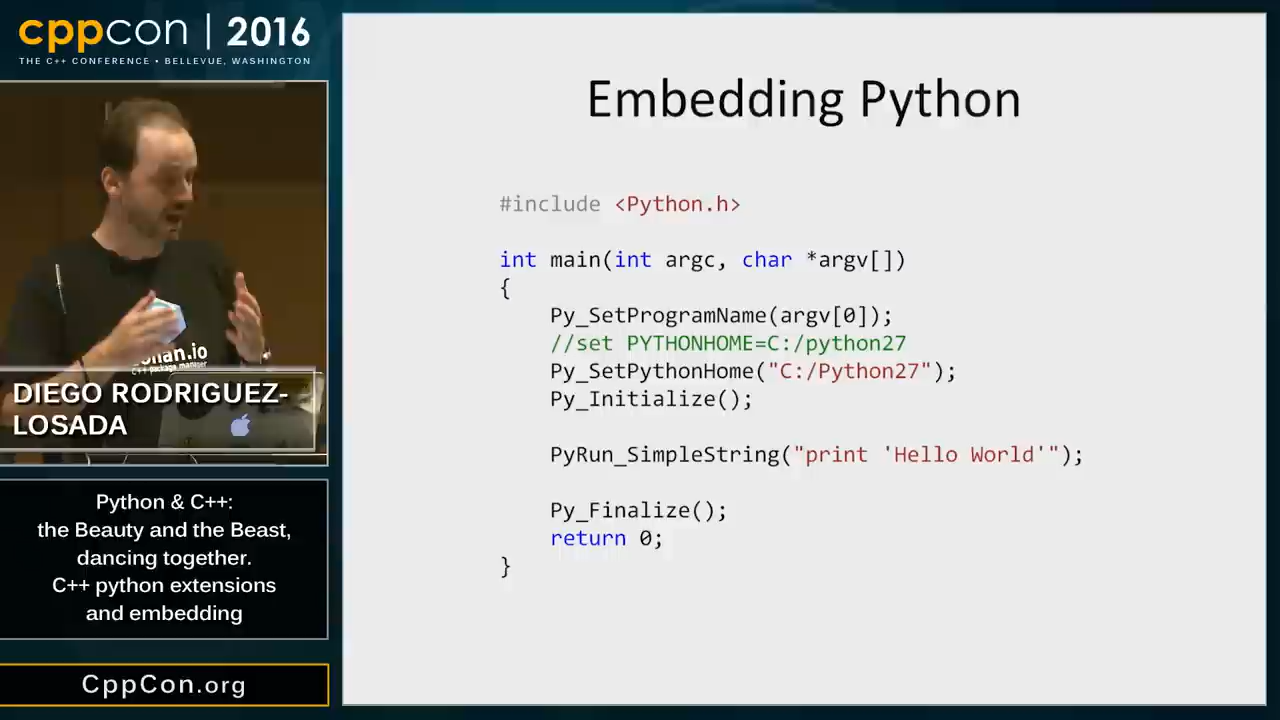 cppcon | 2016
THE C++ CONFERENCE • BELLEVUE, WASHINGTON
C++ package manager
DIEGO RODRIGUEZ-
LOSADA
Python & C++:
the Beauty and the Beast,
dancing together.
C++ python extensions
and embedding
CppCon.org
Embedding Python
#include <Python.h>
int main(int argc, char *argv[])
{
Py_SetProgramName(argv[0]);
//set PYTHONHOME=C:/python27
Py_SetPythonHome("C:/Python27");
Py_Initialize();
PyRun_SimpleString("print 'Hello World'");
Py_Finalize();
return 0;
}